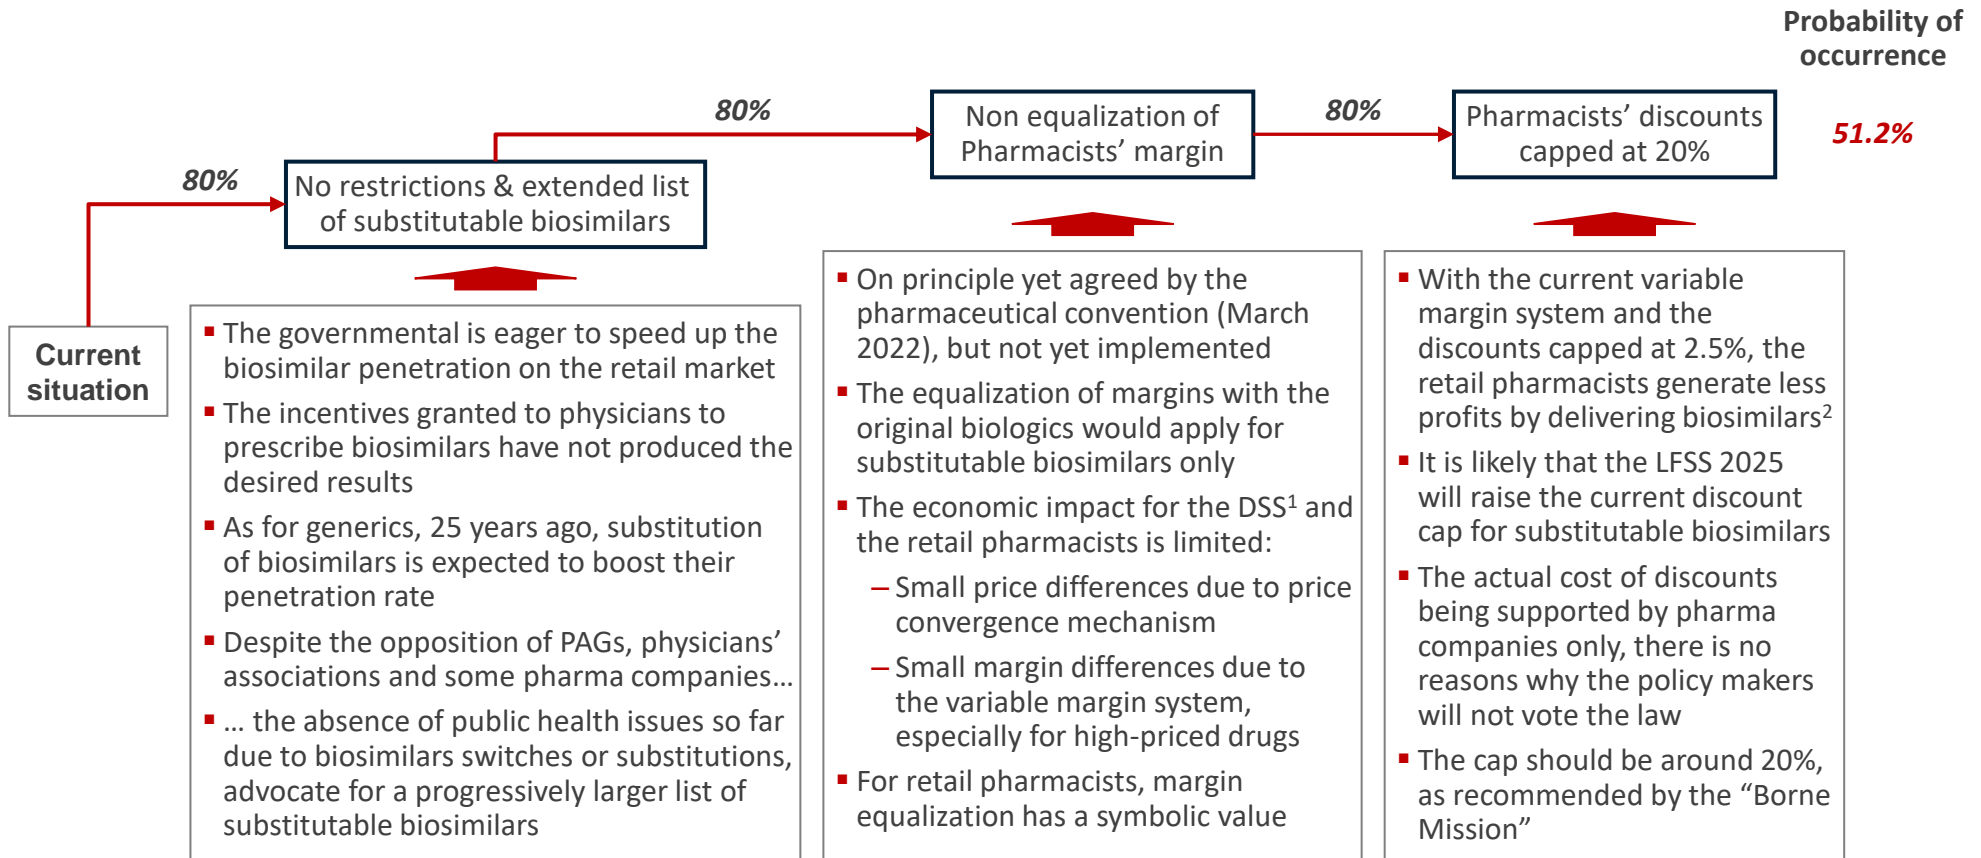 Probability of
occurrence
80%
Non equalization of
Pharmacists’ margin
80%
Pharmacists’ discounts
capped at 20%
51.2%
80%
No restrictions & extended list
of substitutable biosimilars
Current
situation
▪ The governmental is eager to speed up the
biosimilar penetration on the retail market
▪ The incentives granted to physicians to
prescribe biosimilars have not produced the
desired results
▪ As for generics, 25 years ago, substitution
of biosimilars is expected to boost their
penetration rate
▪ Despite the opposition of PAGs, physicians’
associations and some pharma companies…
▪ … the absence of public health issues so far
due to biosimilars switches or substitutions,
advocate for a progressively larger list of
substitutable biosimilars
▪ On principle yet agreed by the
pharmaceutical convention (March
2022), but not yet implemented
▪ The equalization of margins with the
original biologics would apply for
substitutable biosimilars only
▪ The economic impact for the DSS¹ and
the retail pharmacists is limited:
– Small price differences due to price
convergence mechanism
– Small margin differences due to
the variable margin system,
especially for high-priced drugs
▪ For retail pharmacists, margin
equalization has a symbolic value
▪ With the current variable
margin system and the
discounts capped at 2.5%, the
retail pharmacists generate less
profits by delivering biosimilars²
▪ It is likely that the LFSS 2025
will raise the current discount
cap for substitutable biosimilars
▪ The actual cost of discounts
being supported by pharma
companies only, there is no
reasons why the policy makers
will not vote the law
▪ The cap should be around 20%,
as recommended by the “Borne
Mission”